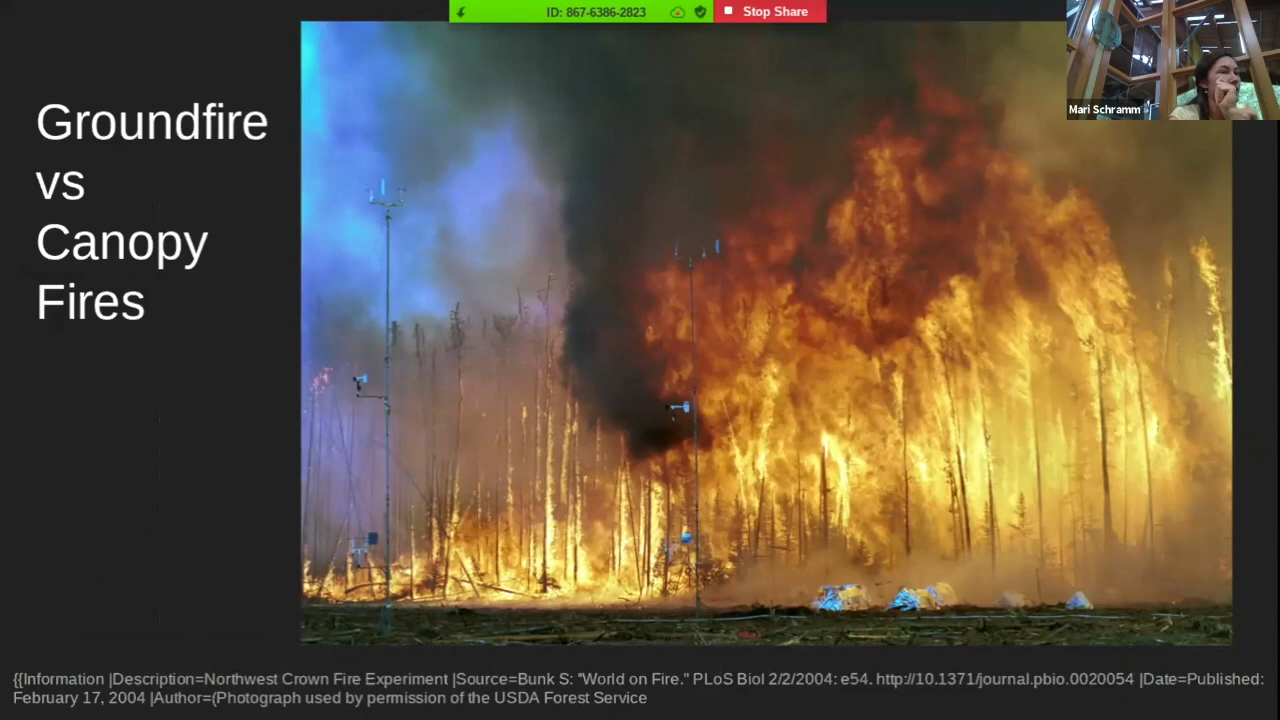 ID: 867-6386-2823
Stop Share
Mari Schramm
Groundfire
vs
Canopy
Fires
{{Information |Description=Northwest Crown Fire Experiment |Source=Bunk S: "World on Fire." PLoS Biol 2/2/2004: e54. http://10.1371/journal.pbio.0020054 |Date=Published:
February 17, 2004 |Author=(Photograph used by permission of the USDA Forest Service